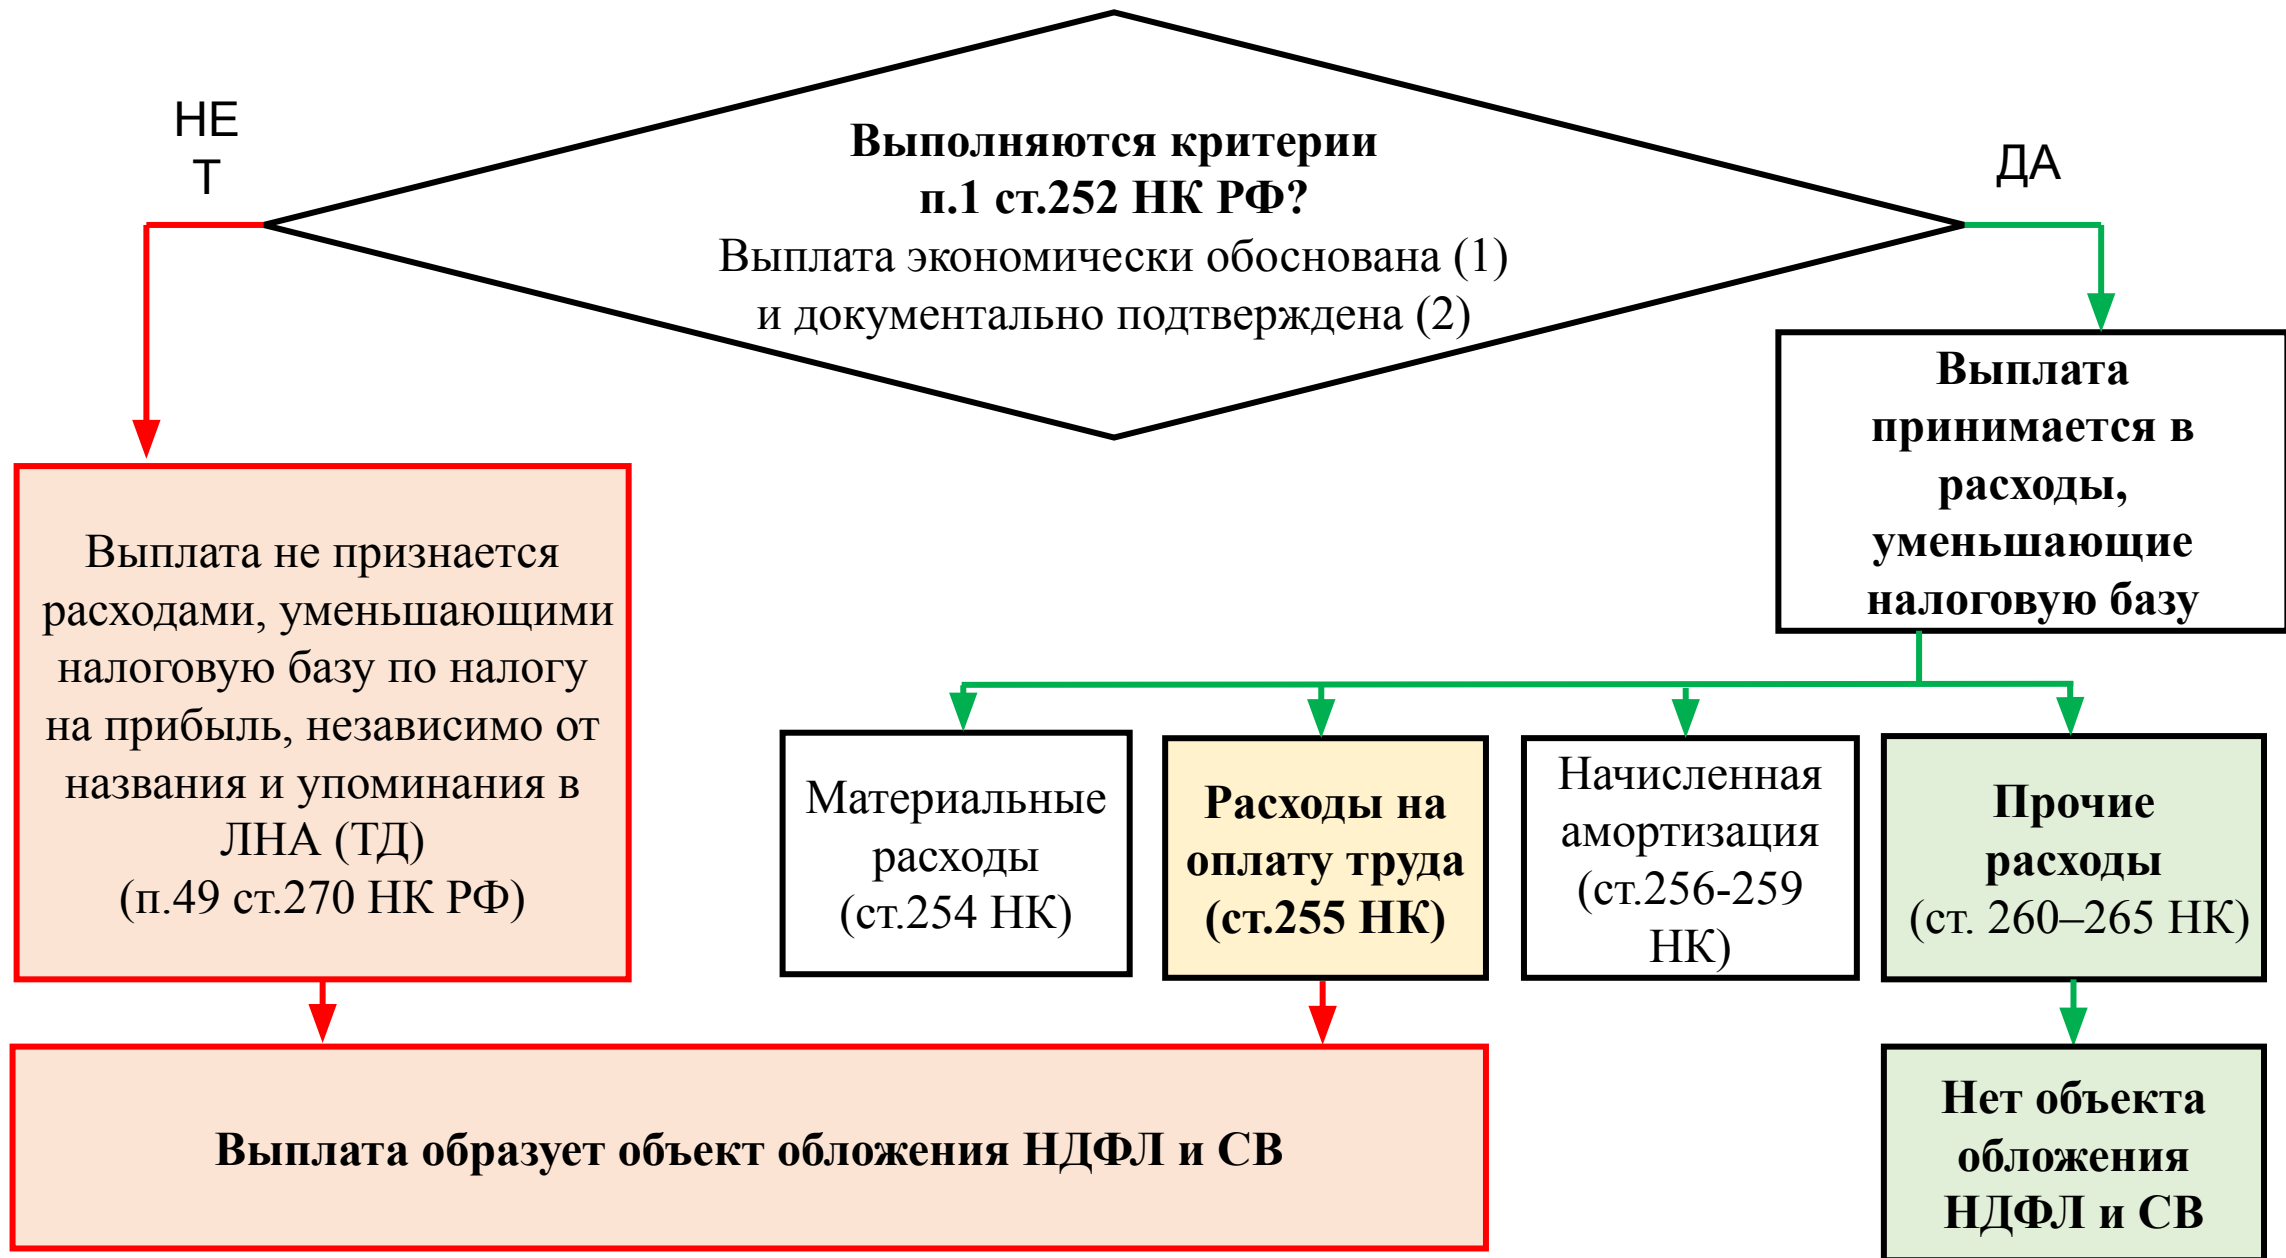 НЕ
Т
Выполняются критерии
п.1 ст.252 НК РФ?
Выплата экономически обоснована (1)
и документально подтверждена (2)
ДА
Выплата
принимается в
расходы,
уменьшающие
налоговую базу
Выплата не признается
расходами, уменьшающими
налоговую базу по налогу
на прибыль, независимо от
названия и упоминания в
ЛНА (ТД)
(п.49 ст.270 НК РФ)
Материальные
расходы
(ст.254 НК)
Расходы на
оплату труда
(ст.255 НК)
Начисленная
амортизация
(ст.256-259
НК)
Прочие
расходы
(ст. 260–265 НК)
Выплата образует объект обложения НДФЛ и СВ
Нет объекта
обложения
НДФЛ и СВ